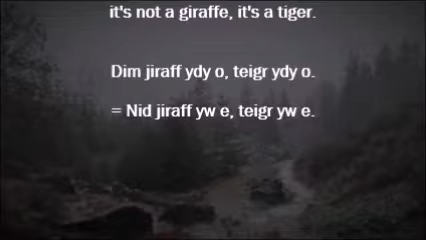 it's not a giraffe, it's a tiger.
Dim jiraff ydy o, teigr ydy o.
= Nid jiraff yw e, teigr yw e.